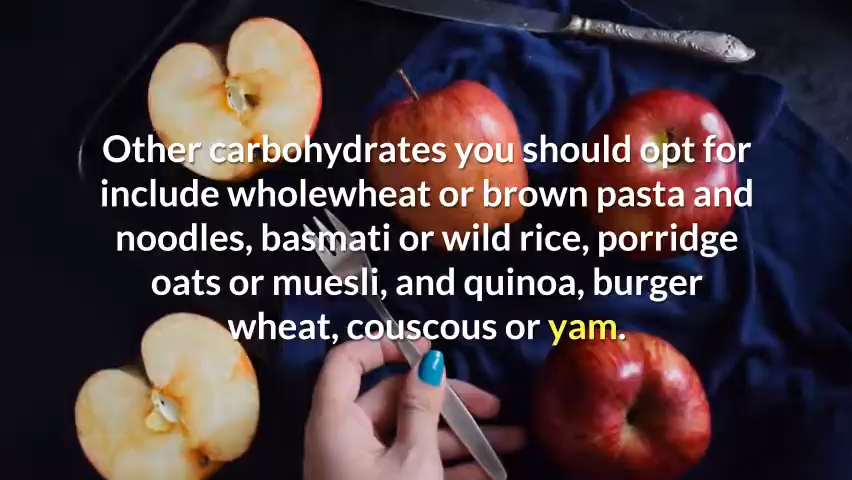 Other carbohydrates you should opt for
include wholewheat or brown pasta and
noodles, basmati or wild rice, porridge
oats or muesli, and quinoa, burger
wheat, couscous or yam.